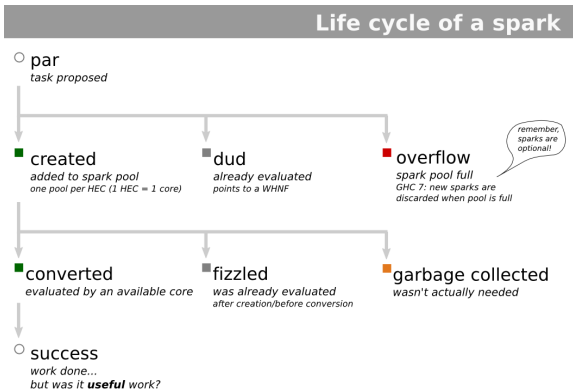 Life cycle of a spark
par
task proposed
created
added to spark pool
one pool per HEC (1 HEC = 1 core)
dud
already evaluated
points to a WHNF
overflow
spark pool full
GHC 7: new sparks are
discarded when pool is full
remember,
sparks are
optional!
converted
evaluated by an available core
fizzled
was already evaluated
after creation/before conversion
garbage collected
wasn't actually needed
success
work done...
but was it useful work?